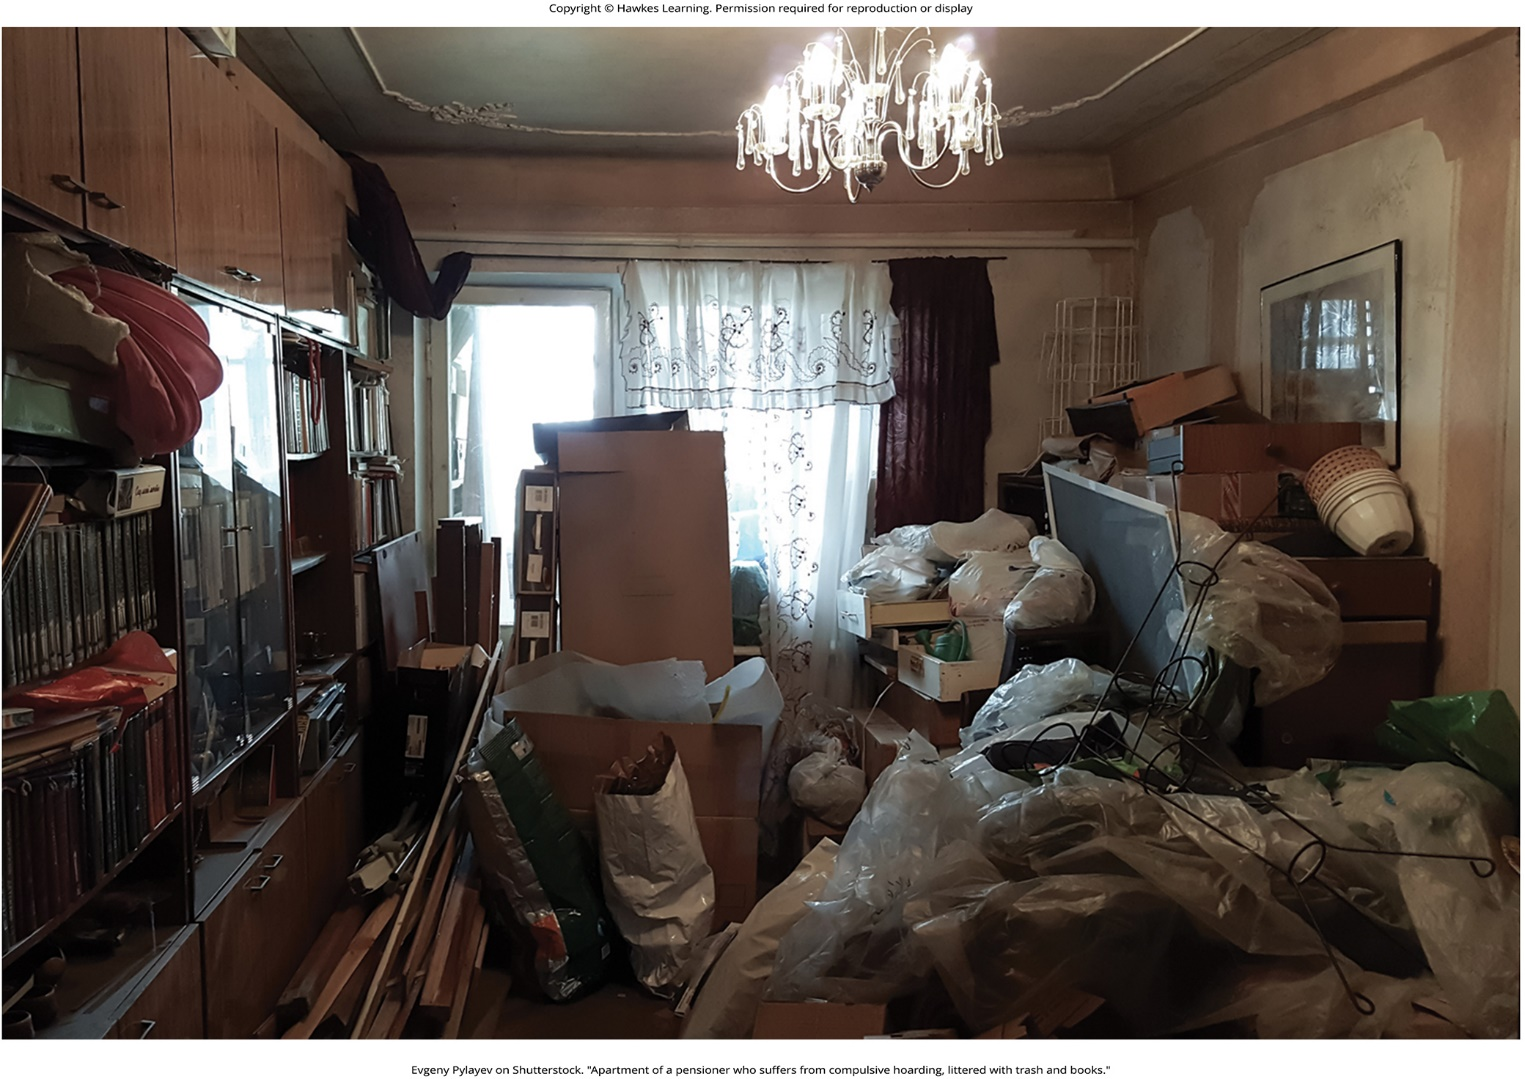 Copyright © Hawkes Learning. Permission required for reproduction or display
Evgeny Pylayev on Shutterstock. "Apartment of a pensioner who suffers from compulsive hoarding, littered with trash and books."